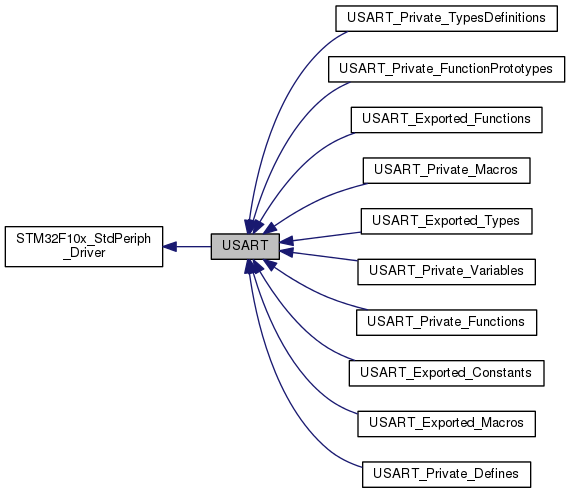 USART_Private_TypesDefinitions
USART_Private_FunctionPrototypes
USART_Exported_Functions
USART_Private_Macros
USART_Exported_Types
STM32F10x_StdPeriph
_Driver
USART
USART_Private_Variables
USART_Private_Functions
USART_Exported_Constants
USART_Exported_Macros
USART_Private_Defines